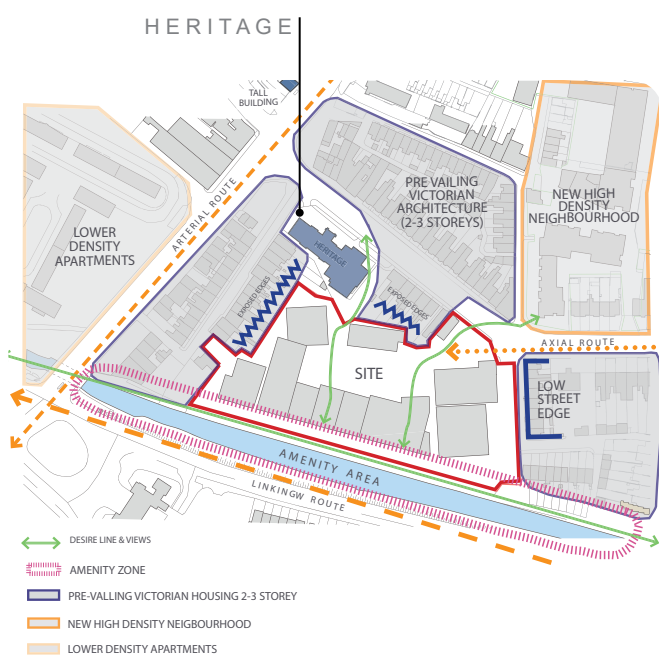 HERITAGE
TALL
BUILDING
ARTERIAL ROUTE
LOWER
DENSITY
APARTMENTS
PRE VAILING
VICTORIAN
ARCHITECTURE
(2-3 STOREYS)
NEW HIGH
DENSITY
NEIGHBOURHOOD
HERITAGE
EXPOSED EDGES
EXPOSED EDGES
AXIAL ROUTE
SITE
LOW
STREET
EDGE
AMENITY AREA
LINKINGW ROUTE
DESIRE LINE & VIEWS
AMENITY ZONE
PRE-VALLING VICTORIAN HOUSING 2-3 STOREY
NEW HIGH DENSITY NEIGBOURHOOD
LOWER DENSITY APARTMENTS